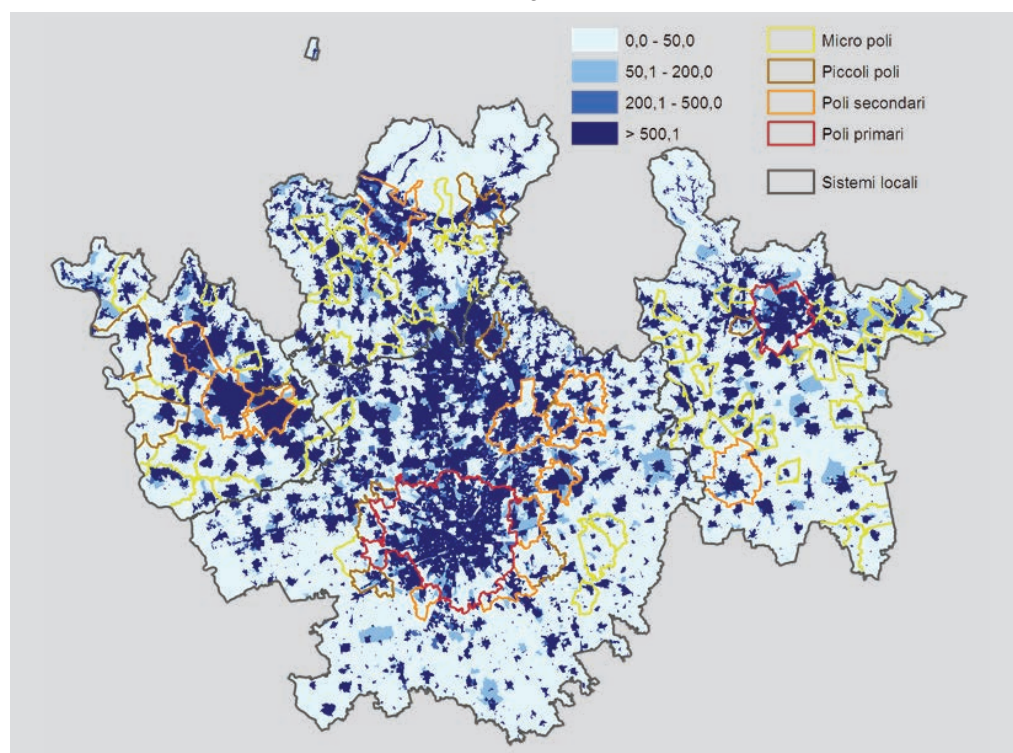 0,0 - 50,0
50,1 - 200,0
200,1 - 500,0
> 500,1
Micro poli
Piccoli poli
Poli secondari
Poli primari
Sistemi locali